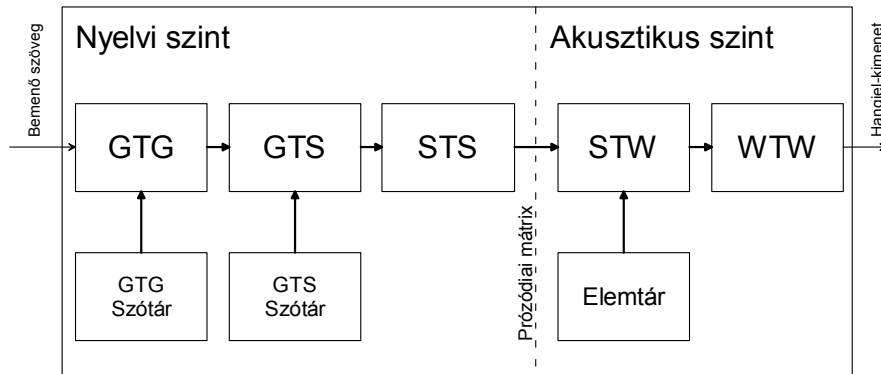 Nyelvi szint
Akusztikus szint
Bemenő szöveg
GTG
GTS
STS
STW
WTW
Hangjel-kimenet
GTG
Szótár
GTS
Szótár
Prózódiai mátrix
Elemtár